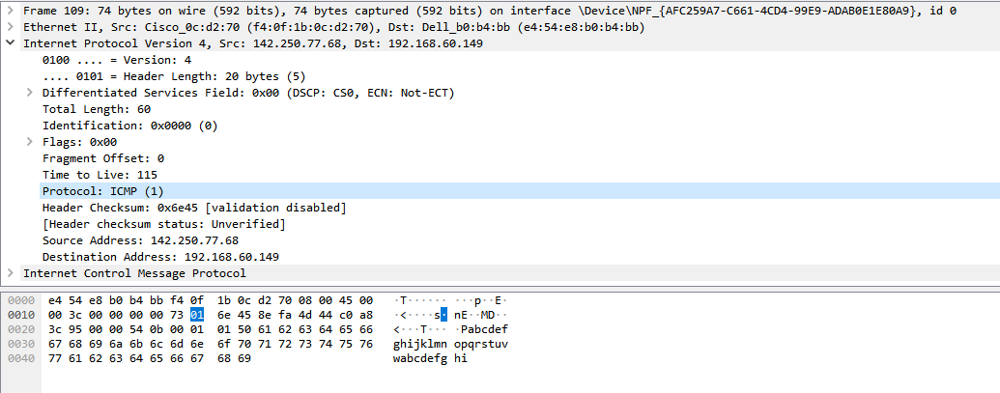 Frame 109: 74 bytes on wire (592 bits), 74 bytes captured (592 bits) on interface \Device\NPF_{AFC259A7-C661-4CD4-99E9-ADAB0E1E80A9}, id 0
Ethernet II, Src: Cisco_0c:d2:70 (f4:0f:1b:0c:d2:70), Dst: Dell_b0:b4:bb (e4:54:e8:b0:b4:bb)
Internet Protocol Version 4, Src: 142.250.77.68, Dst: 192.168.60.149
0100 .... = Version: 4
.... 0101 = Header Length: 20 bytes (5)
Differentiated Services Field: 0x00 (DSCP: CS0, ECN: Not-ECT)
Total Length: 60
Identification: 0x0000 (0)
Flags: 0x00
Fragment Offset: 0
Time to Live: 115
Protocol: ICMP (1)
Header Checksum: 0x6e45 [validation disabled]
[Header checksum status: Unverified]
Source Address: 142.250.77.68
Destination Address: 192.168.60.149
Internet Control Message Protocol
0000 e4 54 e8 b0 b4 bb f4 0f 1b 0c d2 70 08 00 45 00 ·T······ ···p··E·
0010 00 3c 00 00 00 00 73 01 6e 45 8e fa 4d 44 c0 a8 ·<····s· nE··MD··
0020 3c 95 00 00 54 0b 00 01 01 50 61 62 63 64 65 66 <···T··· ·Pabcdef
0030 67 68 69 6a 6b 6c 6d 6e 6f 70 71 72 73 74 75 76 ghijklmn opqrstuv
0040 77 61 62 63 64 65 66 67 68 69 wabcdefg hi